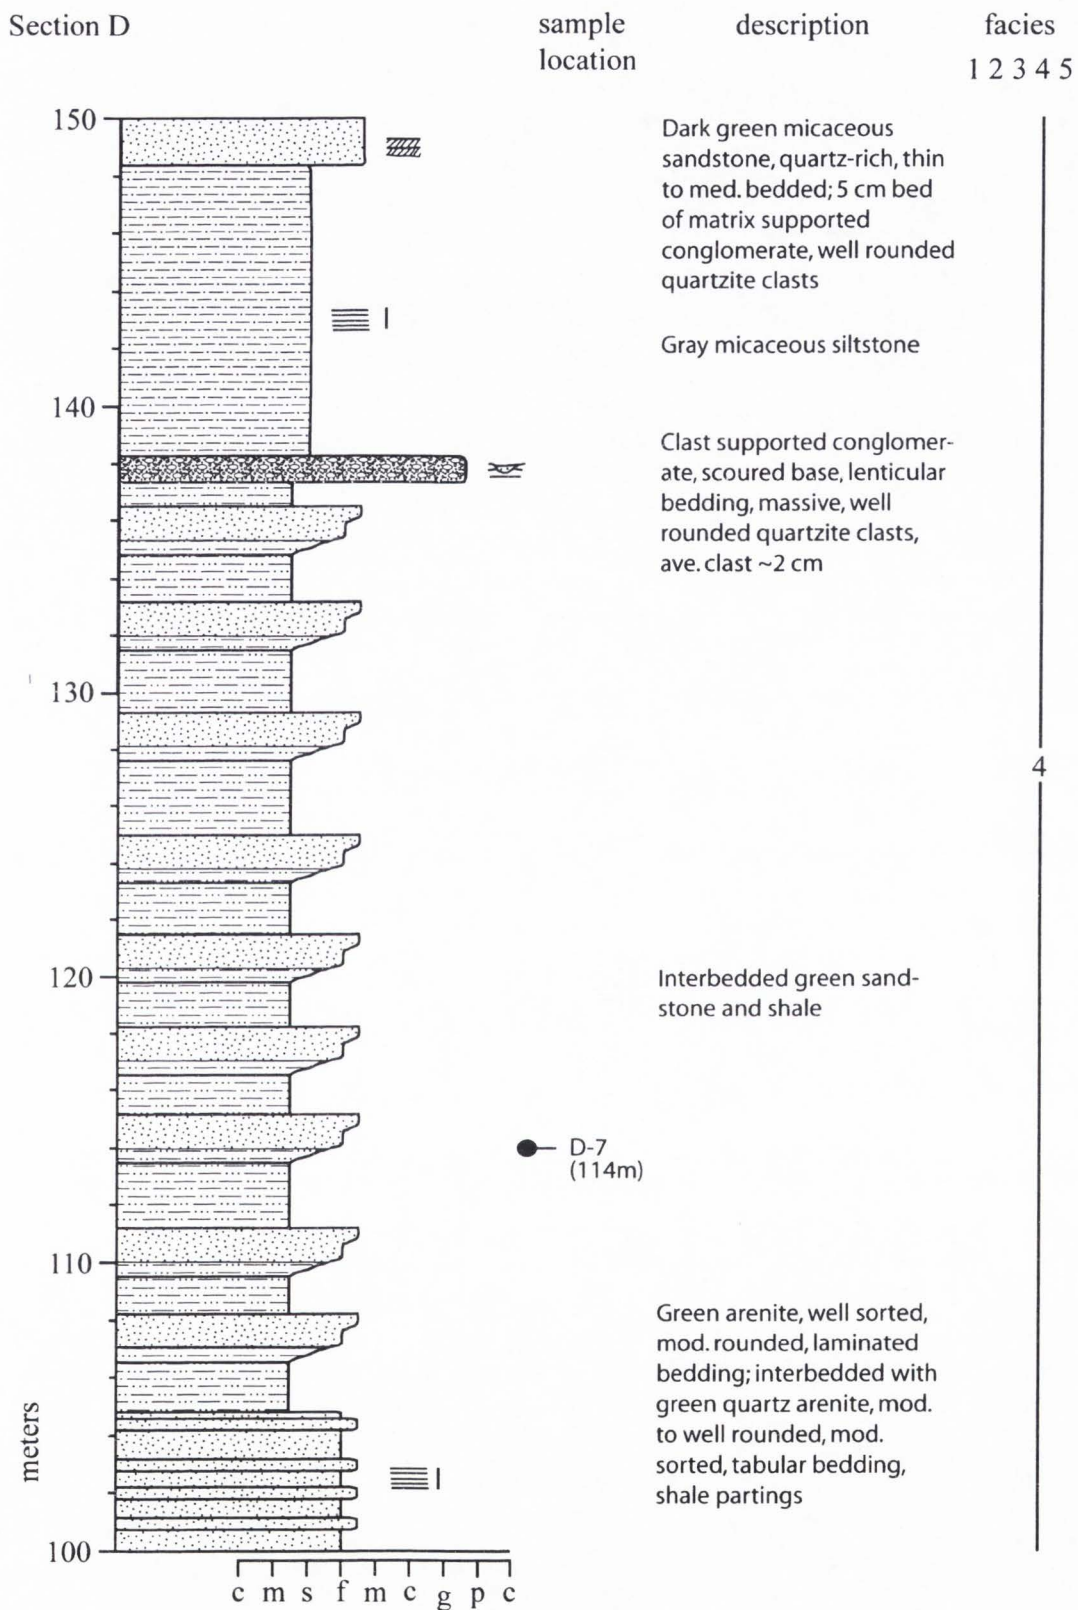 Section D
sample
location
description
facies
1 2 3 4 5
150
140
130
120
110
100
meters
Dark green micaceous
sandstone, quartz-rich, thin
to med. bedded; 5 cm bed
of matrix supported
conglomerate, well rounded
quartzite clasts
Gray micaceous siltstone
Clast supported conglomer-
ate, scoured base, lenticular
bedding, massive, well
rounded quartzite clasts,
ave. clast ~2 cm
4
Interbedded green sand-
stone and shale
D-7
(114m)
Green arenite, well sorted,
mod. rounded, laminated
bedding; interbedded with
green quartz arenite, mod.
to well rounded, mod.
sorted, tabular bedding,
shale partings
c m s f m c g p c